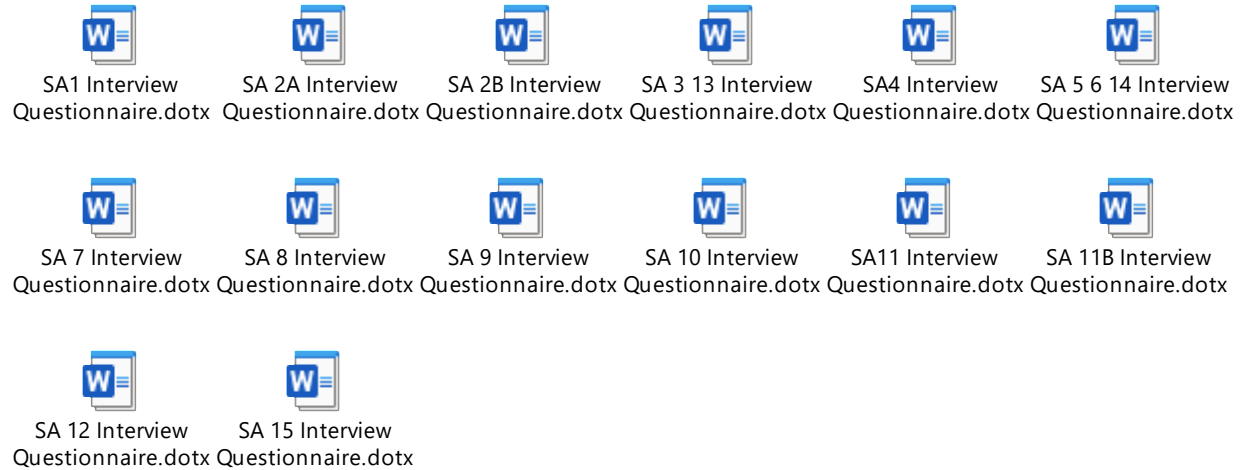 SA1 Interview
Questionnaire.dotx
SA 2A Interview
Questionnaire.dotx
SA 2B Interview
Questionnaire.dotx
SA 3 13 Interview
Questionnaire.dotx
SA4 Interview
Questionnaire.dotx
SA 5 6 14 Interview
Questionnaire.dotx
SA 7 Interview
Questionnaire.dotx
SA 8 Interview
Questionnaire.dotx
SA 9 Interview
Questionnaire.dotx
SA 10 Interview
Questionnaire.dotx
SA11 Interview
Questionnaire.dotx
SA 11B Interview
Questionnaire.dotx
SA 12 Interview
Questionnaire.dotx
SA 15 Interview
Questionnaire.dotx